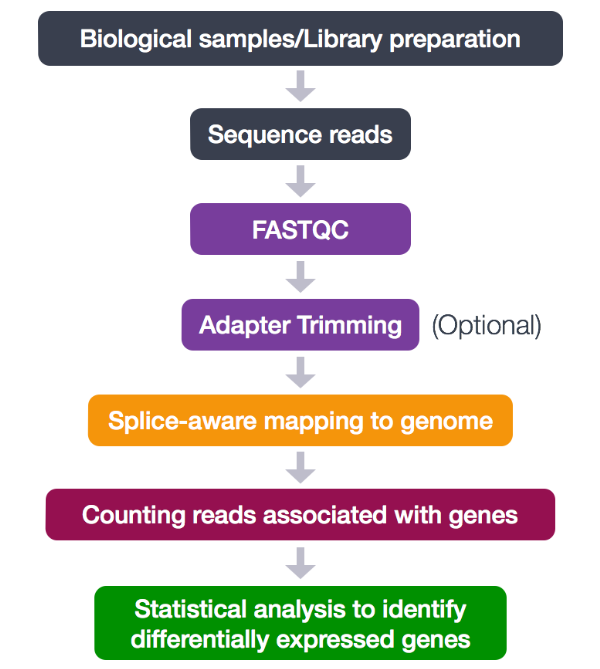 Biological samples/Library preparation
Sequence reads
FASTQC
Adapter Trimming (Optional)
Splice-aware mapping to genome
Counting reads associated with genes
Statistical analysis to identify
differentially expressed genes